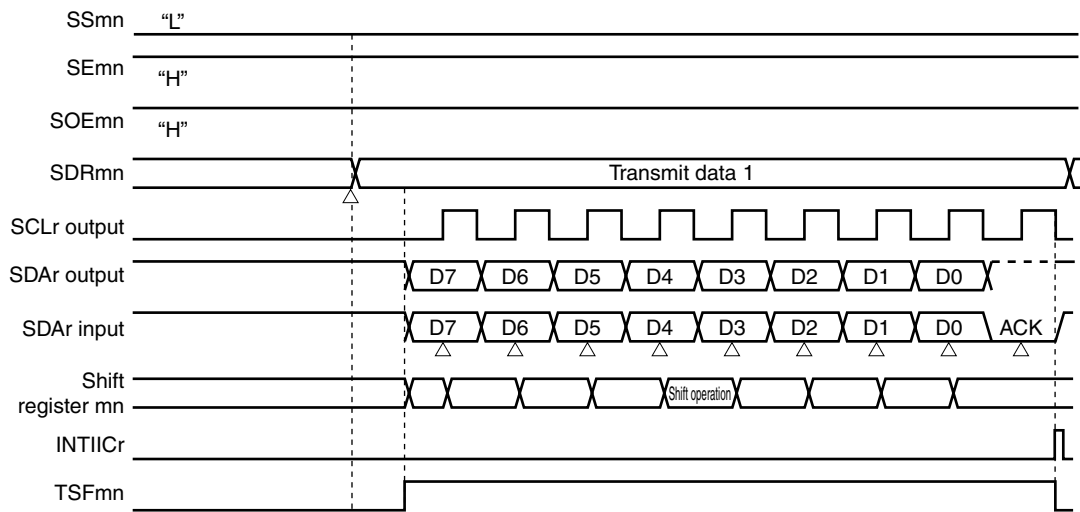 SSmn “L”
SEmn “H”
SOEmn “H”
SDRmn Transmit data 1
SCLr output
SDAr output D7 D6 D5 D4 D3 D2 D1 D0
SDAr input D7 D6 D5 D4 D3 D2 D1 D0 ACK
Shift
register mn Shift operation
INTIICr
TSFmn